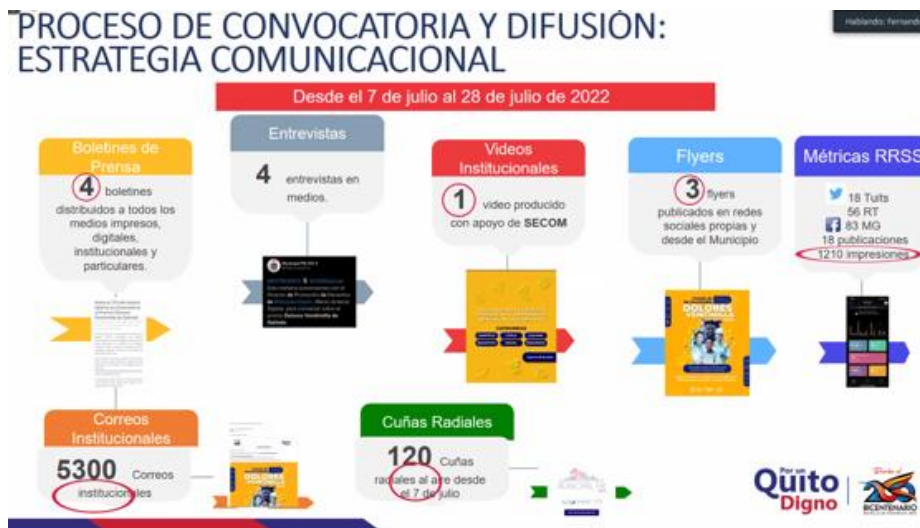 PROCESO DE CONVOCATORIA Y DIFUSIÓN:
ESTRATEGIA COMUNICACIONAL
Hablando: Fernando
Desde el 7 de julio al 28 de julio de 2022
Boletines de
Prensa
4 boletines
distribuidos a todos los
medios impresos,
digitales,
institucionales y
particulares.
Entrevistas
4 entrevistas en
medios.
Videos
Institucionales
1 video producido
con apoyo de SECOM
Flyers
3 flyers
publicados en redes
sociales propias y
desde el Municipio
Métricas RRSS
18 Tuits
56 RT
83 MG
18 publicaciones
1210 impresiones
DOLORES
VEINTIMILLA
Correos
Institucionales
5300 Correos
institucionales
DOLORES
VEINTIMILLA
Cuñas Radiales
120 Cuñas
radiales al aire desde
el 7 de julio
Por un
Quito
Digno
BICENTENARIO